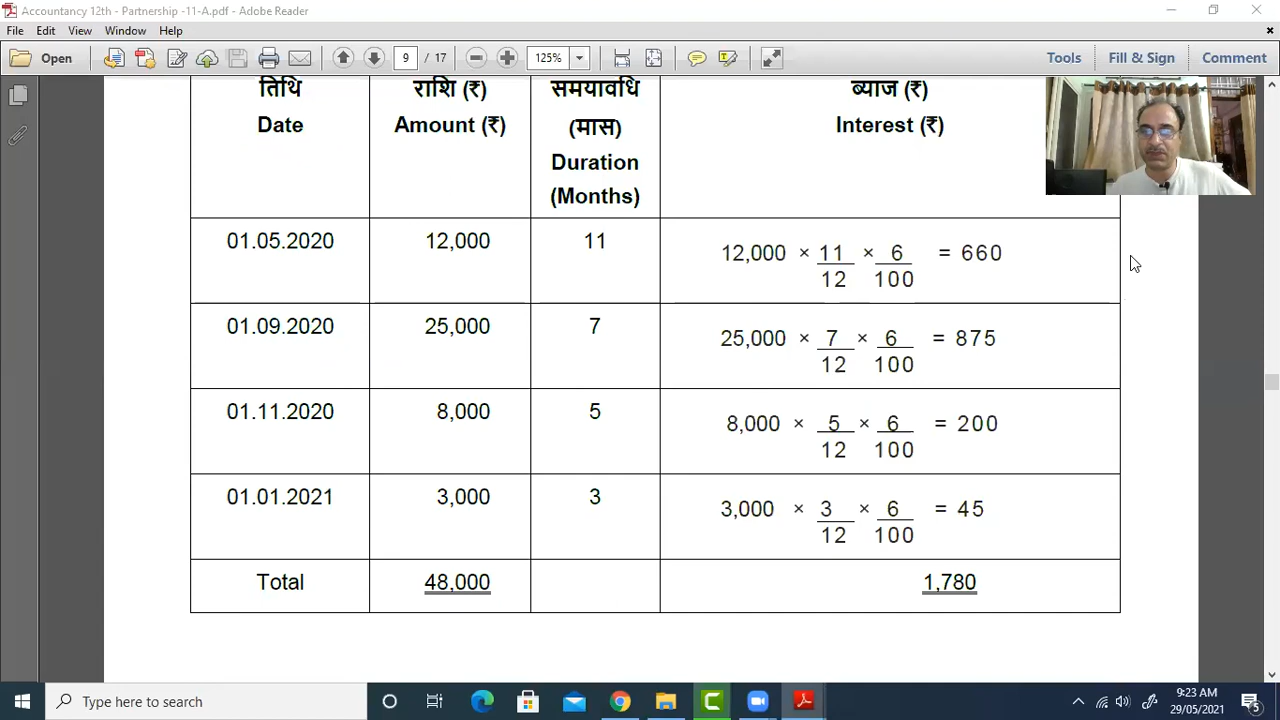 Accountancy 12th - Partnership -11-A.pdf - Adobe Reader
File Edit View Window Help
Open 9 / 17 125% Tools Fill & Sign Comment
तिथि राशि (₹) समयावधि ब्याज (₹)
Date Amount (₹) (मास) Interest (₹)
Duration
(Months)
01.05.2020 12,000 11 12,000 × 11/12 × 6/100 = 660
01.09.2020 25,000 7 25,000 × 7/12 × 6/100 = 875
01.11.2020 8,000 5 8,000 × 5/12 × 6/100 = 200
01.01.2021 3,000 3 3,000 × 3/12 × 6/100 = 45
Total 48,000 1,780
Type here to search
9:23 AM
29/05/2021
5